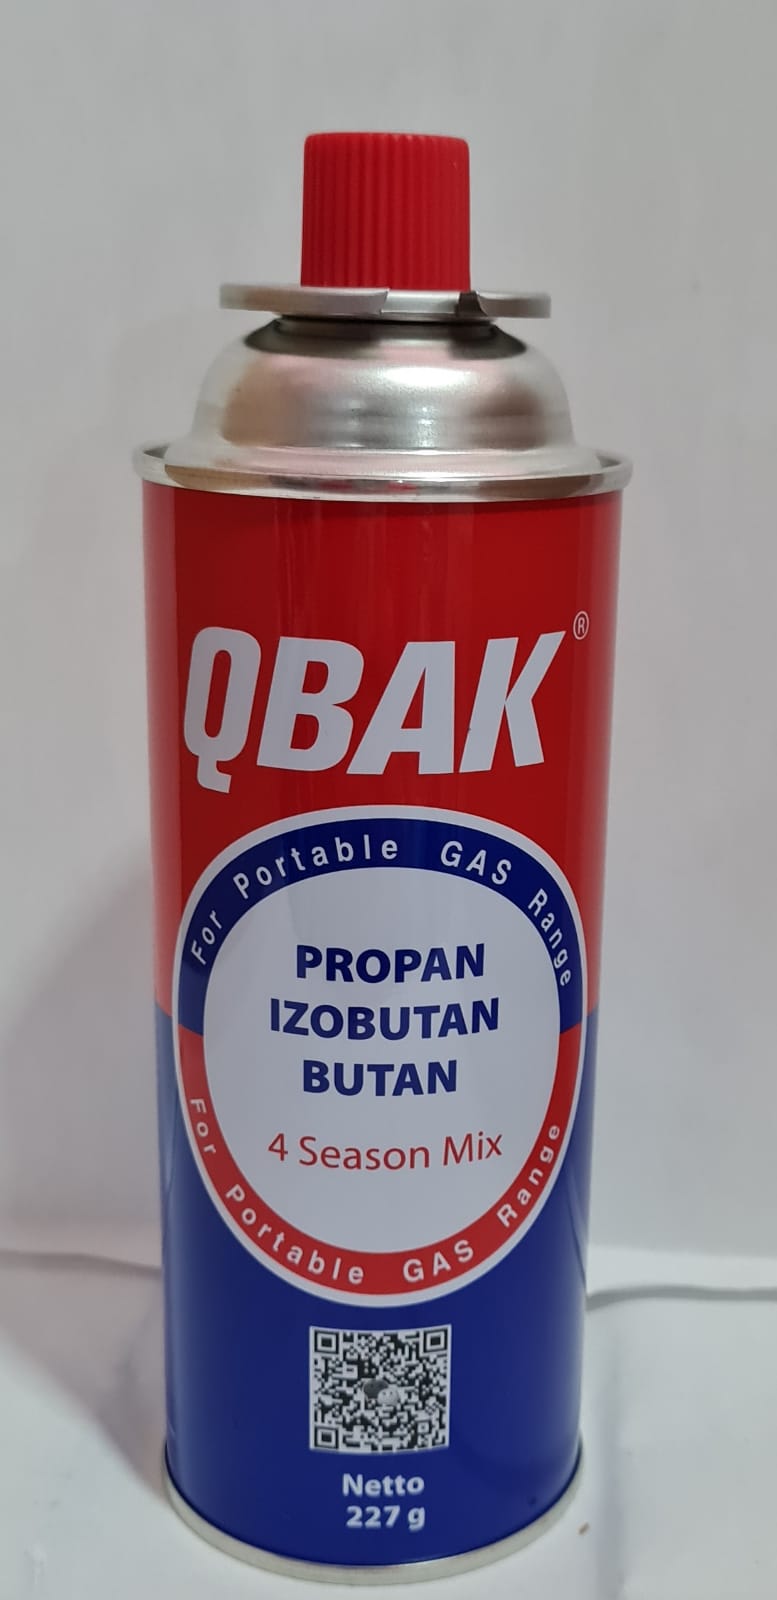 QBAK®
For Portable GAS Range
PROPAN
IZOBUTAN
BUTAN
4 Season Mix
For Portable GAS Range
Netto
227 g